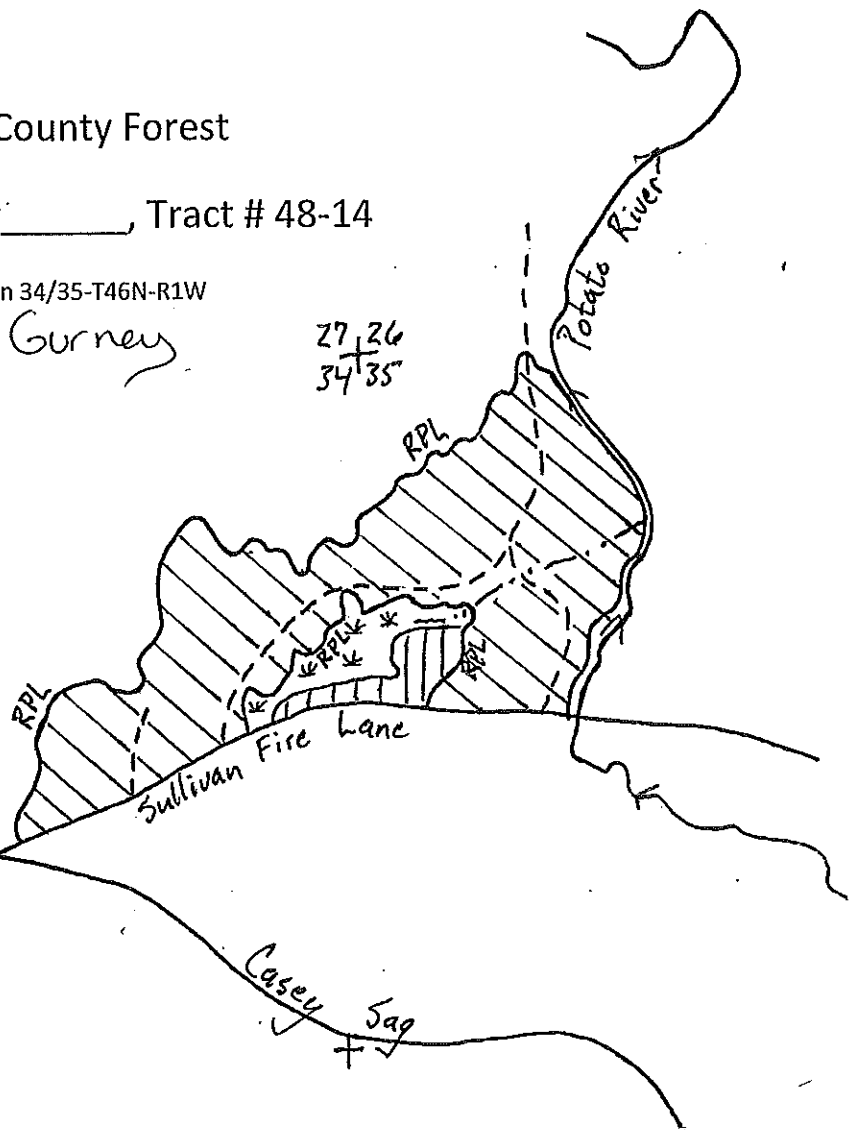 County Forest
, Tract # 48-14
n 34/35-T46N-R1W
Gurney
27 26
34 35
Potato River
RPL
RPL
RPL
RPL
Sullivan Fire Lane
Casey Sag